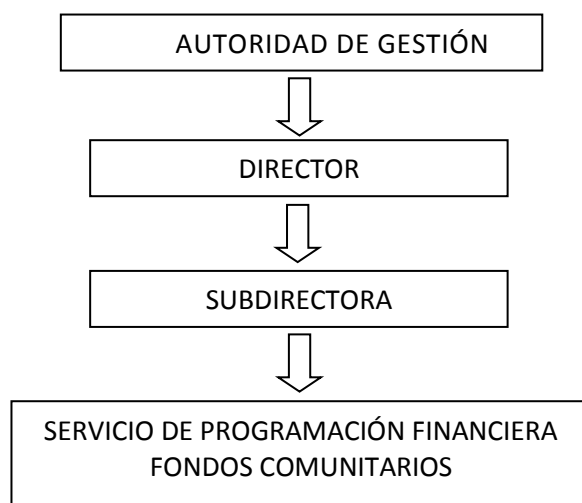 AUTORIDAD DE GESTIÓN
DIRECTOR
SUBDIRECTORA
SERVICIO DE PROGRAMACIÓN FINANCIERA
FONDOS COMUNITARIOS